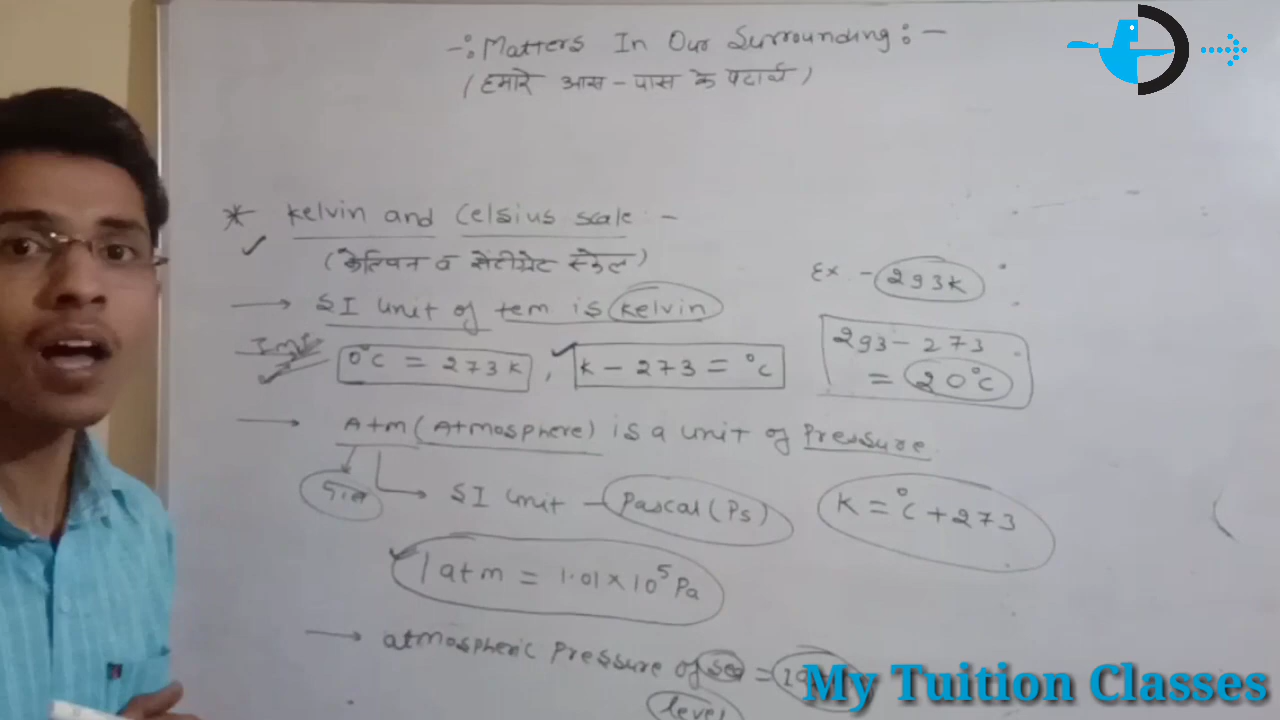 -: Matters In Our Surrounding :-
(हमारे आस-पास के पदार्थ)
* Kelvin and Celsius scale :-
(केल्विन व सेंटीग्रेट स्केल)
→ SI Unit of tem is Kelvin
Imp
0°C = 273 K , K - 273 = °C
Ex - 293K
293 - 273
= 20°C
→ Atm (Atmosphere) is a unit of Pressure
SI Unit - Pascal (Ps)
K = °C + 273
1 atm = 1.01 × 10⁵ Pa
→ atmospheric Pressure of sea =
level
My Tuition Classes